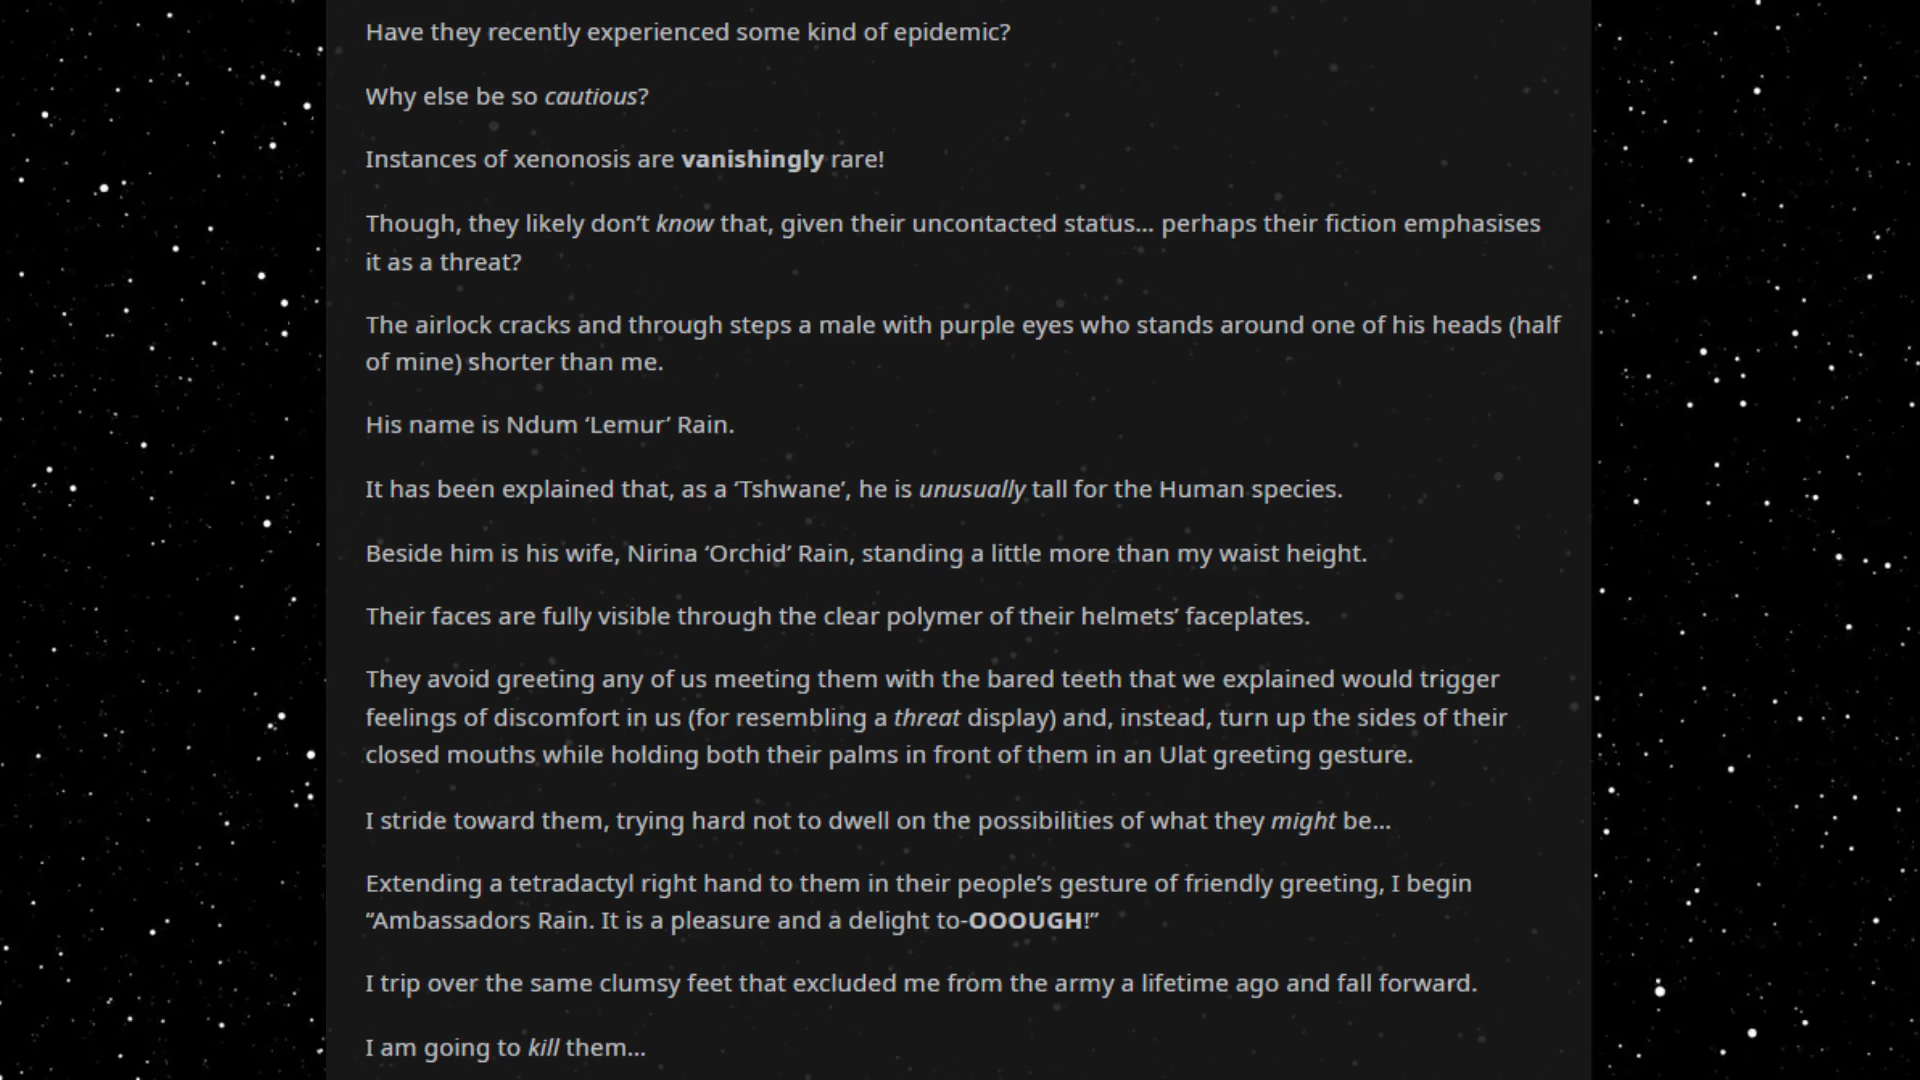 Have they recently experienced some kind of epidemic?
Why else be so cautious?
Instances of xenonosis are vanishingly rare!
Though, they likely don’t know that, given their uncontacted status... perhaps their fiction emphasises
it as a threat?
The airlock cracks and through steps a male with purple eyes who stands around one of his heads (half
of mine) shorter than me.
His name is Ndum ‘Lemur’ Rain.
It has been explained that, as a ‘Tshwane’, he is unusually tall for the Human species.
Beside him is his wife, Nirina ‘Orchid’ Rain, standing a little more than my waist height.
Their faces are fully visible through the clear polymer of their helmets’ faceplates.
They avoid greeting any of us meeting them with the bared teeth that we explained would trigger
feelings of discomfort in us (for resembling a threat display) and, instead, turn up the sides of their
closed mouths while holding both their palms in front of them in an Ulat greeting gesture.
I stride toward them, trying hard not to dwell on the possibilities of what they might be...
Extending a tetradactyl right hand to them in their people’s gesture of friendly greeting, I begin
“Ambassadors Rain. It is a pleasure and a delight to-OOOUGH!”
I trip over the same clumsy feet that excluded me from the army a lifetime ago and fall forward.
I am going to kill them...